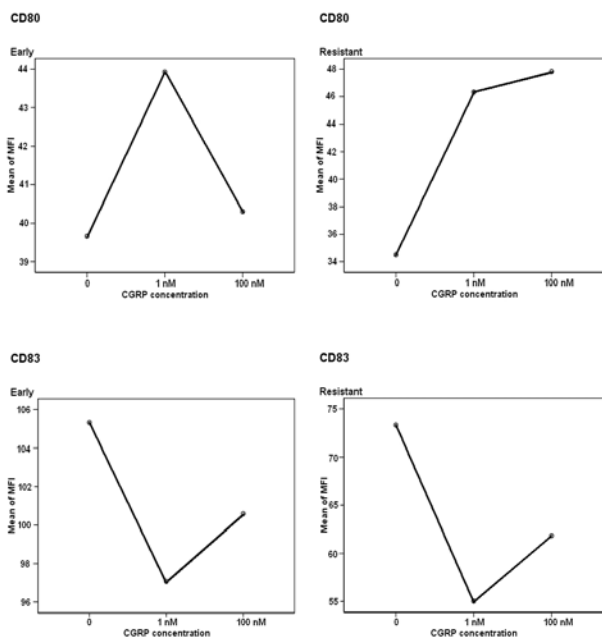 CD80
Early
Mean of MFI
44
43
42
41
40
39
0 1 nM 100 nM
CGRP concentration
CD80
Resistant
Mean of MFI
48
46
44
42
40
38
36
34
0 1 nM 100 nM
CGRP concentration
CD83
Early
Mean of MFI
106
104
102
100
98
96
0 1 nM 100 nM
CGRP concentration
CD83
Resistant
Mean of MFI
75
70
65
60
55
0 1 nM 100 nM
CGRP concentration